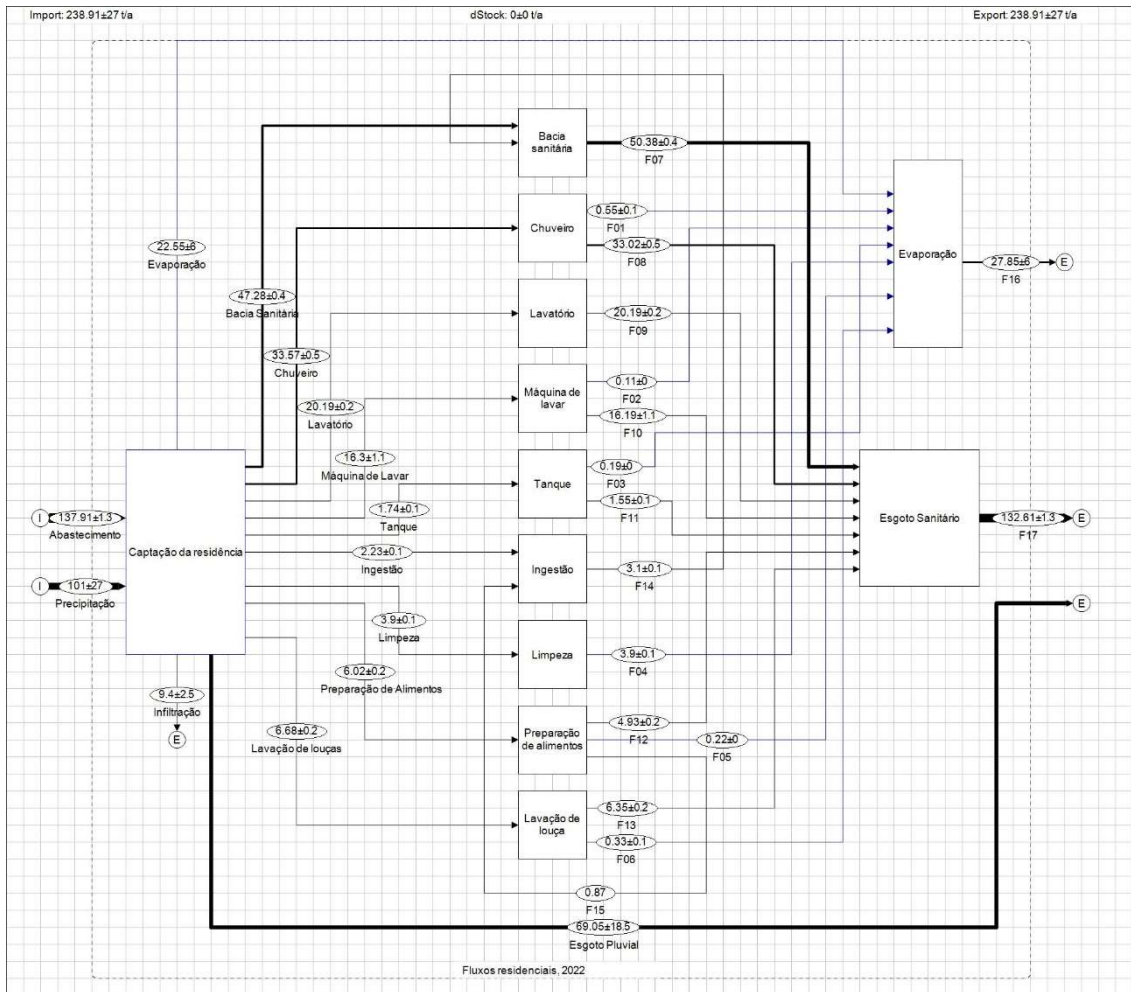 Import: 238.91±27 t/a
dStock: 0±0 t/a
Export: 238.91±27 t/a
Bacia
sanitária
50.38±0.4
F07
22.55±6
Evaporação
Chuveiro
0.55±0.1
F01
33.02±0.5
F08
Evaporação
27.85±6
F16
E
47.28±0.4
Bacia Sanitária
Lavatório
20.19±0.2
F09
33.57±0.5
Chuveiro
20.19±0.2
Lavatório
Máquina de
lavar
0.11±0
F02
16.19±1.1
F10
16.3±1.1
Máquina de Lavar
Tanque
0.19±0
F03
1.55±0.1
F11
1.74±0.1
Tanque
I
137.91±1.3
Abastecimento
Captação da residência
Esgoto Sanitário
132.61±1.3
F17
E
2.23±0.1
Ingestão
Ingestão
3.1±0.1
F14
I
101±27
Precipitação
E
3.9±0.1
Limpeza
Limpeza
3.9±0.1
F04
6.02±0.2
Preparação de Alimentos
9.4±2.5
Infiltração
E
6.68±0.2
Lavação de louças
Preparação
de alimentos
4.93±0.2
F12
0.22±0
F05
Lavação de
louça
6.35±0.2
F13
0.33±0.1
F06
0.87
F15
69.05±18.5
Esgoto Pluvial
Fluxos residenciais, 2022